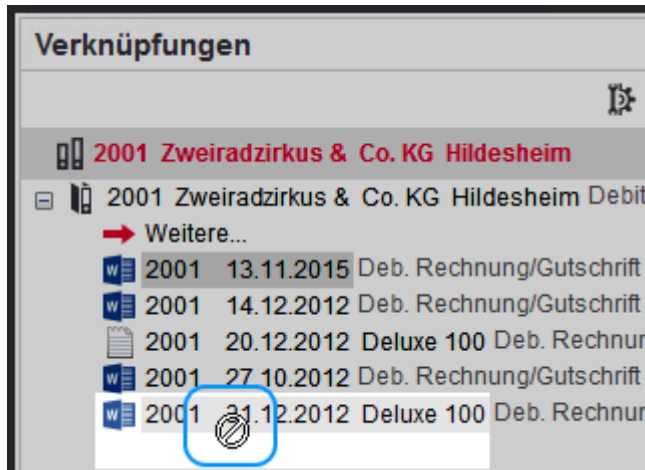 Verknüpfungen
2001 Zweiradzirkus & Co. KG Hildesheim
2001 Zweiradzirkus & Co. KG Hildesheim Debit
Weitere...
2001 13.11.2015 Deb. Rechnung/Gutschrift
2001 14.12.2012 Deb. Rechnung/Gutschrift
2001 20.12.2012 Deluxe 100 Deb. Rechnun
2001 27.10.2012 Deb. Rechnung/Gutschrift
2001 31.12.2012 Deluxe 100 Deb. Rechnun